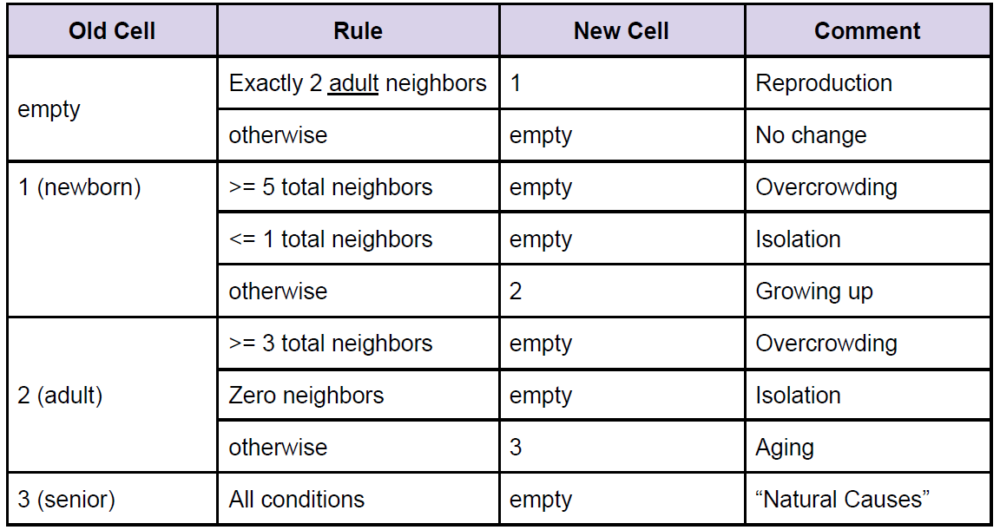 Old Cell Rule New Cell Comment
empty Exactly 2 adult neighbors 1 Reproduction
otherwise empty No change
1 (newborn) >= 5 total neighbors empty Overcrowding
<= 1 total neighbors empty Isolation
otherwise 2 Growing up
2 (adult) >= 3 total neighbors empty Overcrowding
Zero neighbors empty Isolation
otherwise 3 Aging
3 (senior) All conditions empty “Natural Causes”